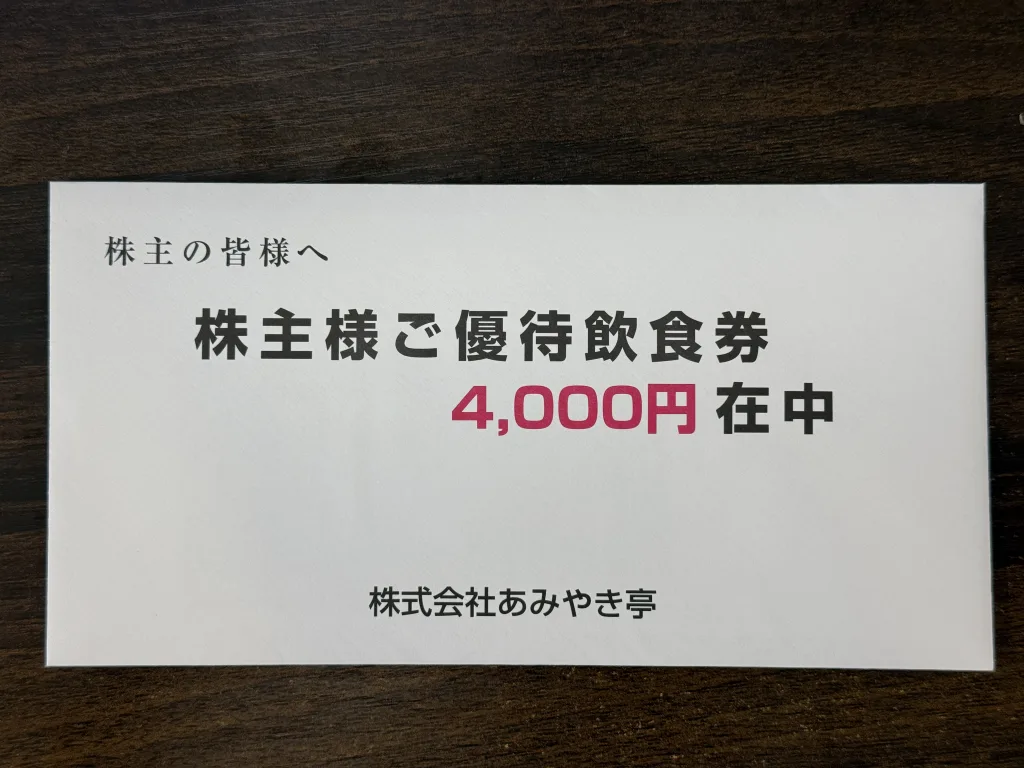 株主の皆様へ
株主様ご優待飲食券
4,000円 在中
株式会社あみやき亭